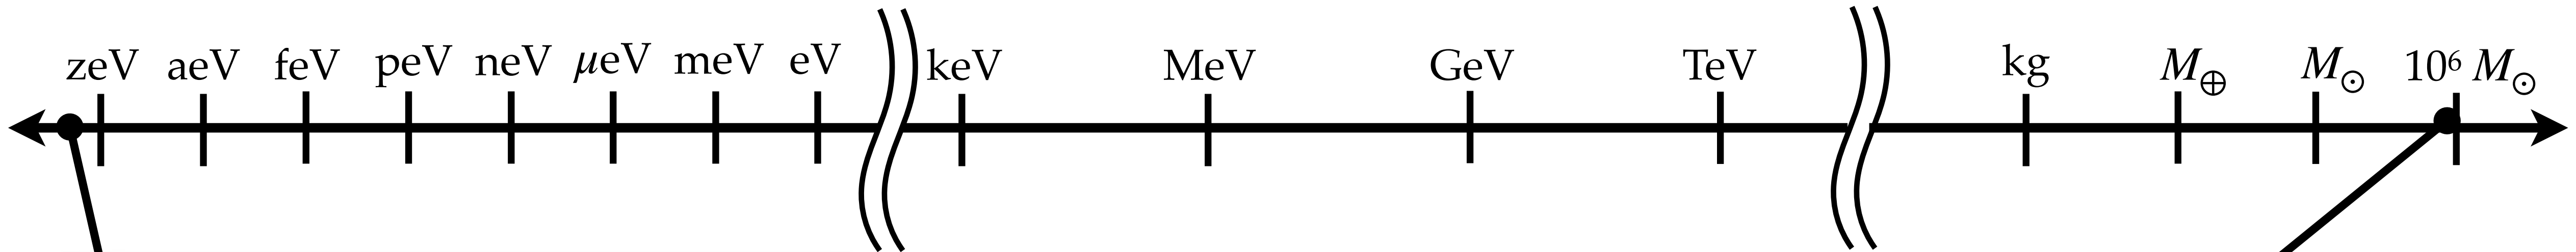 zeV aeV feV peV neV μeV meV eV keV MeV GeV TeV kg M⊕ M⊙ 10⁶ M⊙